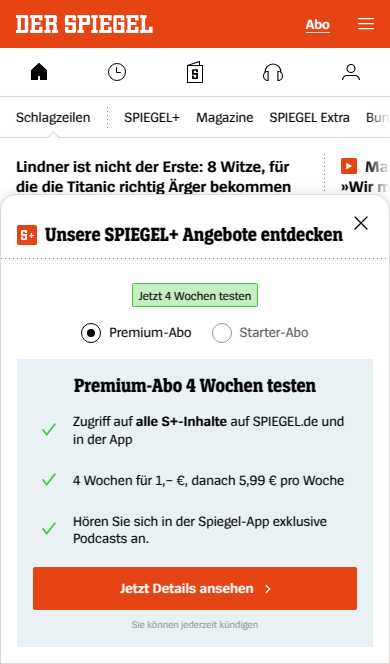 DER SPIEGEL
Abo
Schlagzeilen
SPIEGEL+
Magazine
SPIEGEL Extra
Lindner ist nicht der Erste: 8 Witze, für
die die Titanic richtig Ärger bekommen
»Wir
S+ Unsere SPIEGEL+ Angebote entdecken
Jetzt 4 Wochen testen
Premium-Abo
Starter-Abo
Premium-Abo 4 Wochen testen
Zugriff auf alle S+-Inhalte auf SPIEGEL.de und
in der App
4 Wochen für 1,– €, danach 5,99 € pro Woche
Hören Sie sich in der Spiegel-App exklusive
Podcasts an.
Jetzt Details ansehen
Sie können jederzeit kündigen